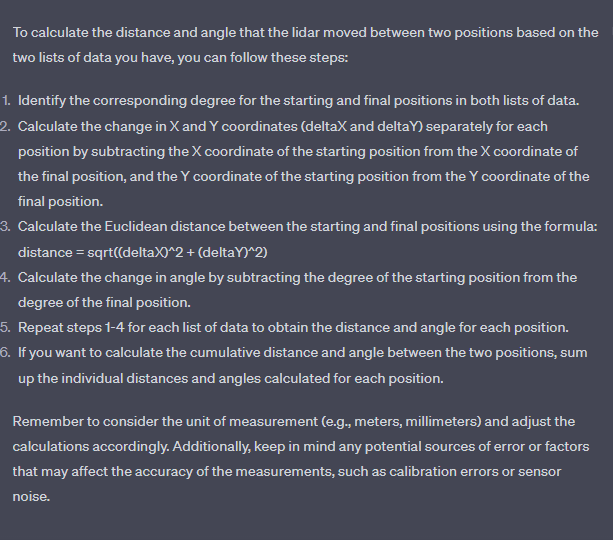 To calculate the distance and angle that the lidar moved between two positions based on the
two lists of data you have, you can follow these steps:
1. Identify the corresponding degree for the starting and final positions in both lists of data.
2. Calculate the change in X and Y coordinates (deltaX and deltaY) separately for each
position by subtracting the X coordinate of the starting position from the X coordinate of
the final position, and the Y coordinate of the starting position from the Y coordinate of the
final position.
3. Calculate the Euclidean distance between the starting and final positions using the formula:
distance = sqrt((deltaX)^2 + (deltaY)^2)
4. Calculate the change in angle by subtracting the degree of the starting position from the
degree of the final position.
5. Repeat steps 1-4 for each list of data to obtain the distance and angle for each position.
6. If you want to calculate the cumulative distance and angle between the two positions, sum
up the individual distances and angles calculated for each position.
Remember to consider the unit of measurement (e.g., meters, millimeters) and adjust the
calculations accordingly. Additionally, keep in mind any potential sources of error or factors
that may affect the accuracy of the measurements, such as calibration errors or sensor
noise.